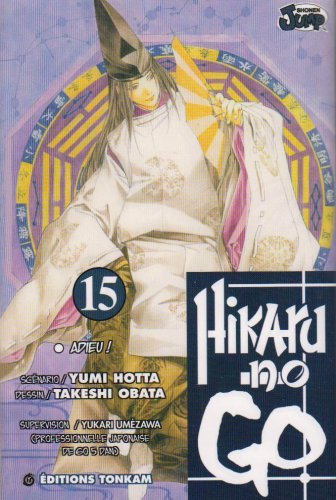 SHONEN
JUMP
15
• ADIEU !
HIKARU
NO
GO
SCÉNARIO / YUMI HOTTA
DESSIN / TAKESHI OBATA
SUPERVISION / YUKARI UMEZAWA
(PROFESSIONNELLE JAPONAISE
DE GO 5 DAN)
ÉDITIONS TONKAM